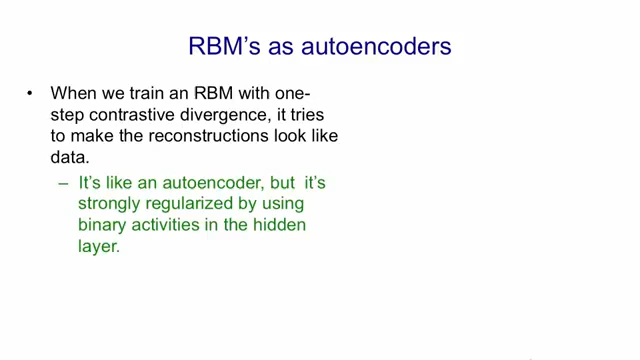 RBM's as autoencoders
• When we train an RBM with one-
step contrastive divergence, it tries
to make the reconstructions look like
data.
– It's like an autoencoder, but it's
strongly regularized by using
binary activities in the hidden
layer.